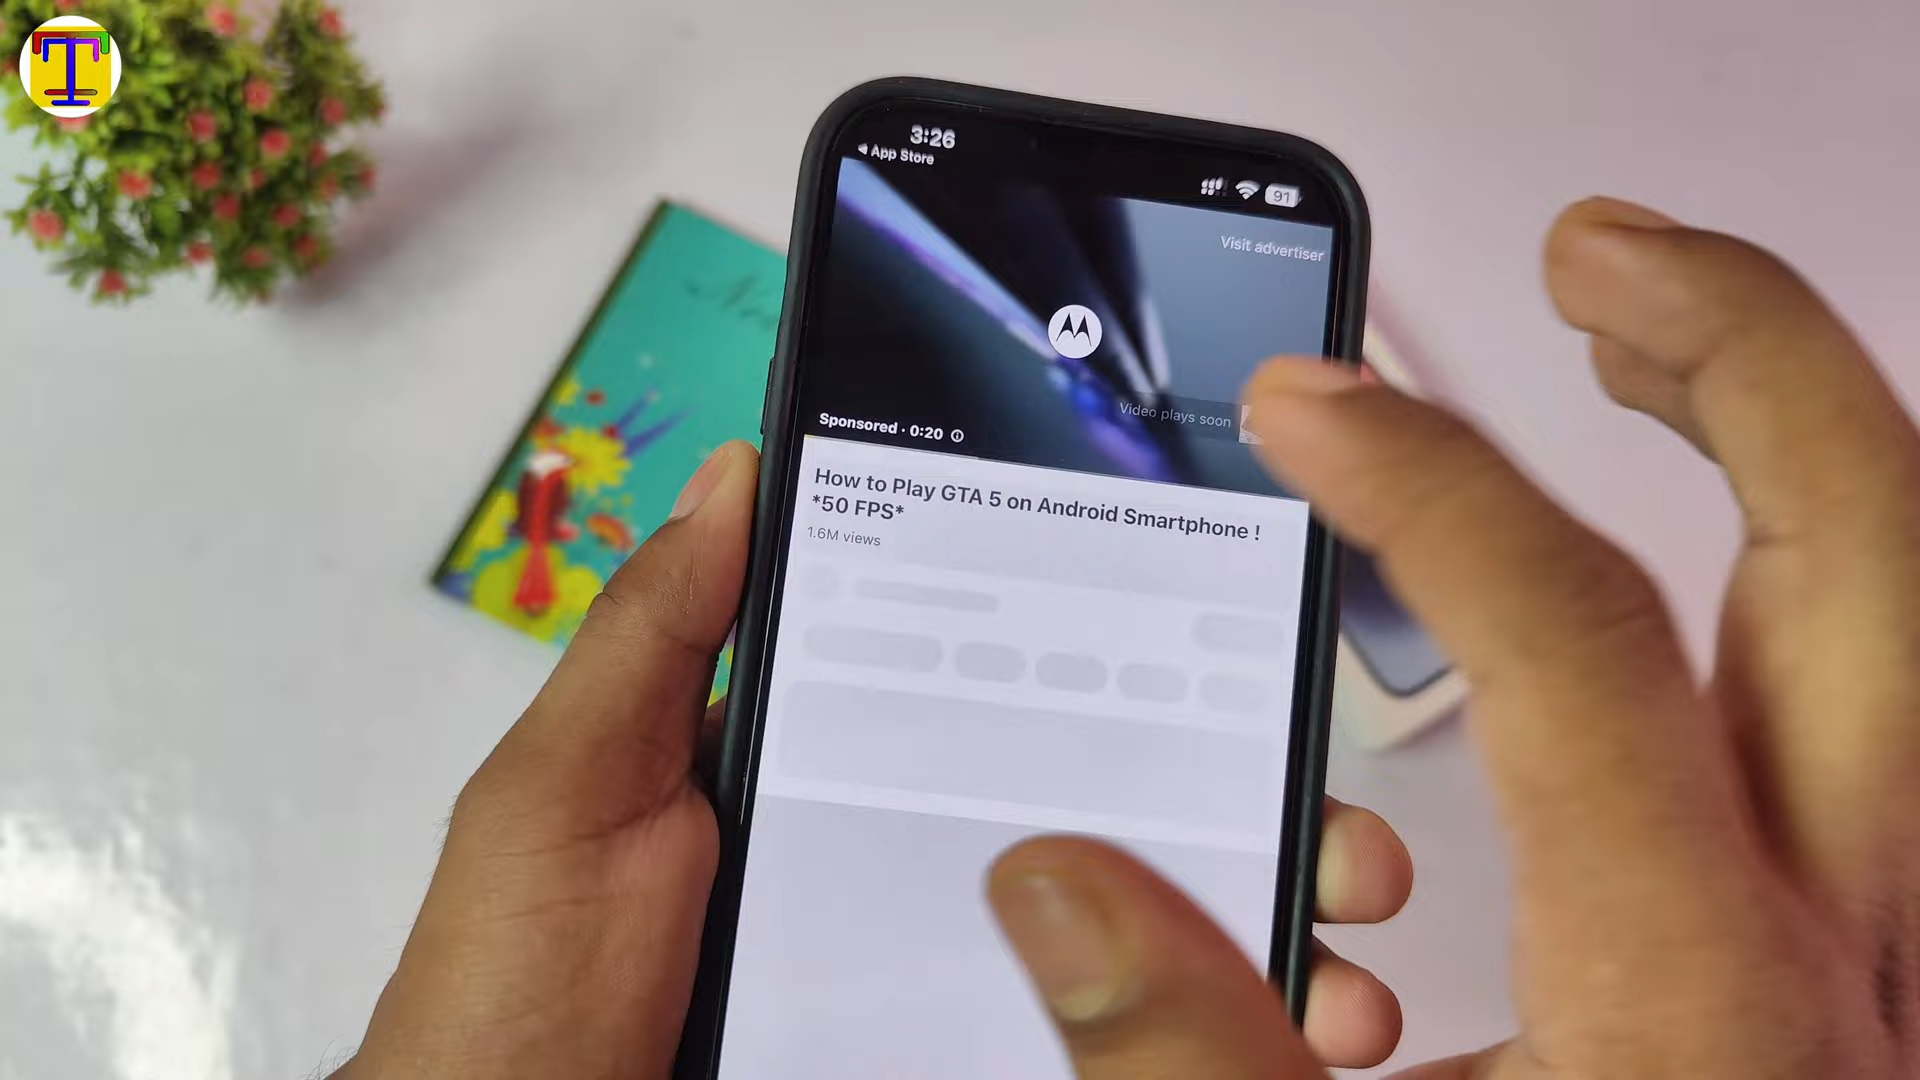 T
3:26
App Store
91
Visit advertiser
Video plays soon
Sponsored · 0:20
How to Play GTA 5 on Android Smartphone !
*50 FPS*
1.6M views